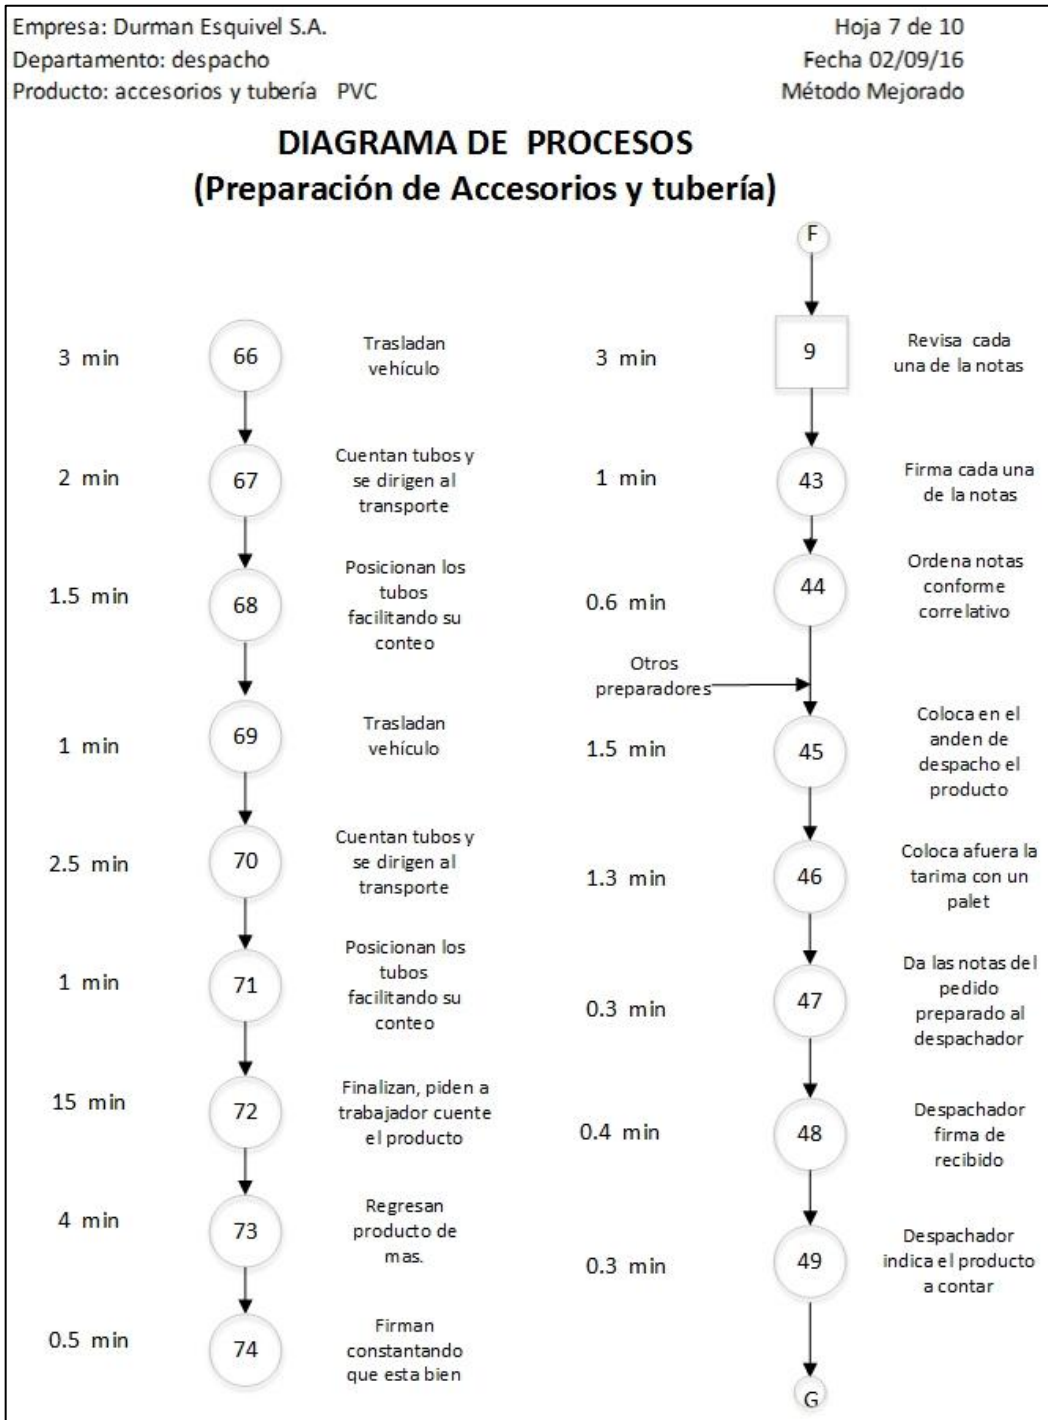 Empresa: Durman Esquivel S.A.
Hoja 7 de 10
Departamento: despacho
Fecha 02/09/16
Producto: accesorios y tubería PVC
Método Mejorado
DIAGRAMA DE PROCESOS
(Preparación de Accesorios y tubería)
3 min
66
Trasladan
vehículo
2 min
67
Cuentan tubos y
se dirigen al
transporte
1.5 min
68
Posicionan los
tubos
facilitando su
conteo
1 min
69
Trasladan
vehículo
2.5 min
70
Cuentan tubos y
se dirigen al
transporte
1 min
71
Posicionan los
tubos
facilitando su
conteo
15 min
72
Finalizan, piden a
trabajador cuente
el producto
4 min
73
Regresan
producto de
mas.
0.5 min
74
Firman
constantando
que esta bien
F
3 min
9
Revisa cada
una de la notas
1 min
43
Firma cada una
de la notas
0.6 min
44
Ordena notas
conforme
correlativo
Otros
preparadores
1.5 min
45
Coloca en el
anden de
despacho el
producto
1.3 min
46
Coloca afuera la
tarima con un
palet
0.3 min
47
Da las notas del
pedido
preparado al
despachador
0.4 min
48
Despachador
firma de
recibido
0.3 min
49
Despachador
indica el producto
a contar
G